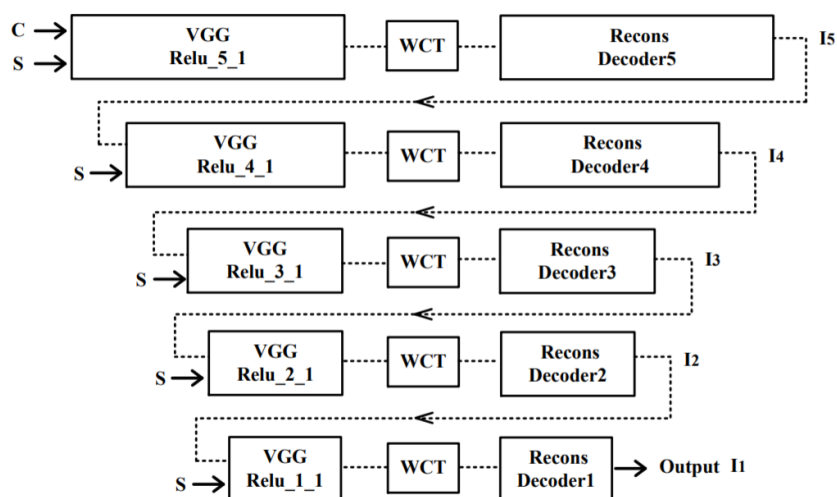 C
S
VGG
Relu_5_1
WCT
Recons
Decoder5
I5
S
VGG
Relu_4_1
WCT
Recons
Decoder4
I4
S
VGG
Relu_3_1
WCT
Recons
Decoder3
I3
S
VGG
Relu_2_1
WCT
Recons
Decoder2
I2
S
VGG
Relu_1_1
WCT
Recons
Decoder1
Output I1